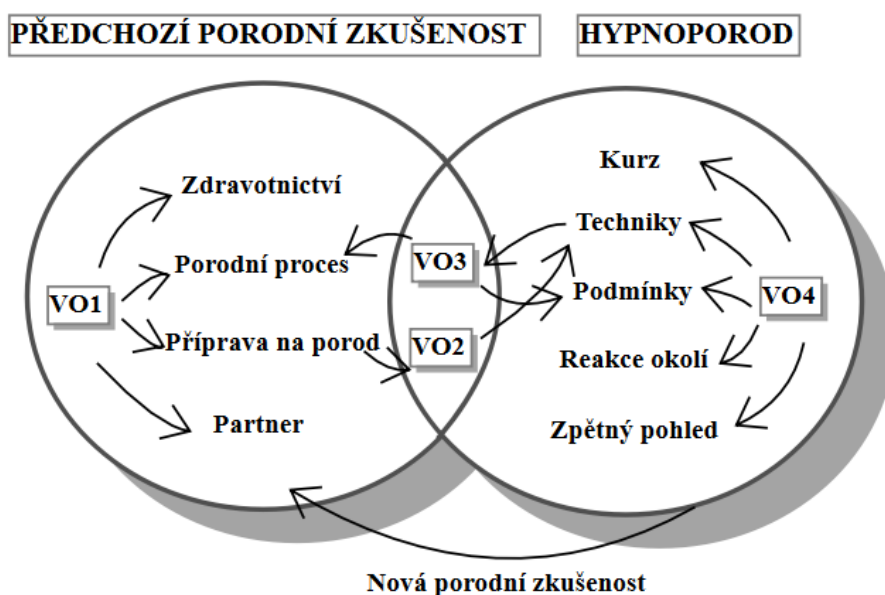 PŘEDCHOZÍ PORODNÍ ZKUŠENOST
HYPNOPOROD
Kurz
Zdravotnictví
Techniky
Porodní proces
VO3
VO1
Podmínky
VO4
Příprava na porod
VO2
Reakce okolí
Partner
Zpětný pohled
Nová porodní zkušenost